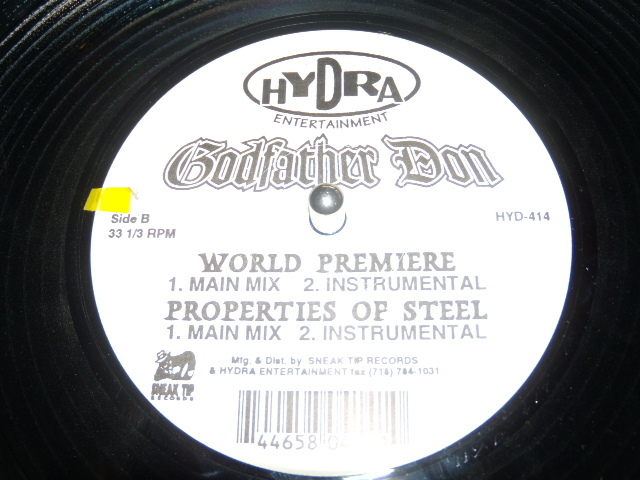 HYDRA
ENTERTAINMENT
Godfather Don
Side B
33 1/3 RPM
HYD-414
WORLD PREMIERE
1. MAIN MIX 2. INSTRUMENTAL
PROPERTIES OF STEEL
1. MAIN MIX 2. INSTRUMENTAL
Mfg. & Dist. by SNEAK TIP RECORDS
& HYDRA ENTERTAINMENT fax (718) 784-1031
SNEAK TIP
RECORDS
44658